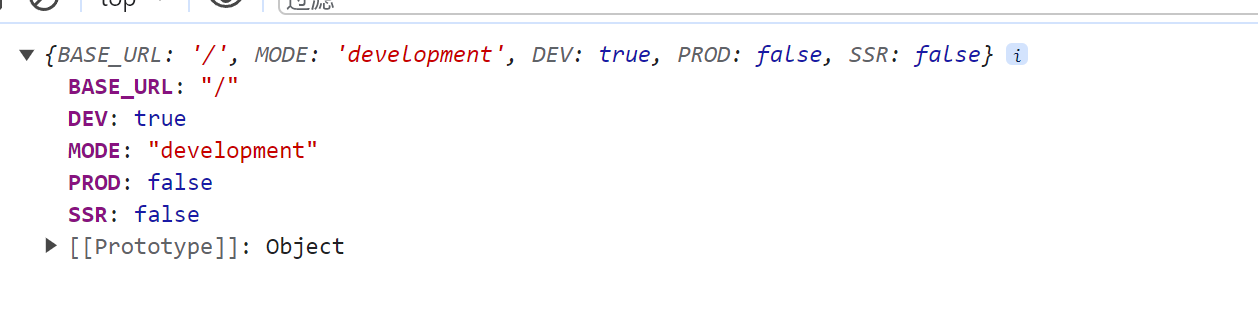 top
过滤
{BASE_URL: '/', MODE: 'development', DEV: true, PROD: false, SSR: false} i
BASE_URL: "/"
DEV: true
MODE: "development"
PROD: false
SSR: false
[[Prototype]]: Object